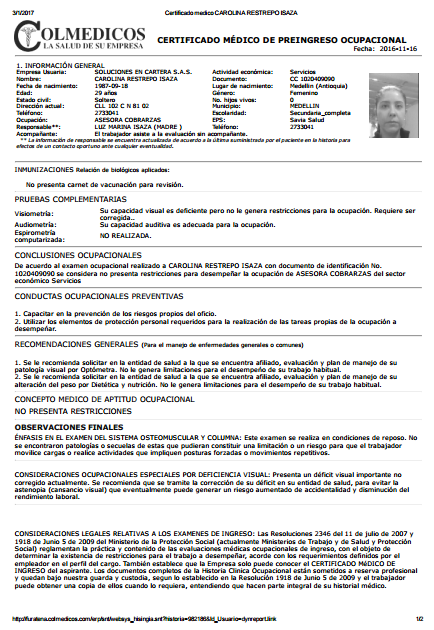 3/1/2017 Certificado medico CAROLINA RESTREPO ISAZA
COLMEDICOS
LA SALUD DE SU EMPRESA
CERTIFICADO MÉDICO DE PREINGRESO OCUPACIONAL
Fecha: 2016-11-16
1. INFORMACIÓN GENERAL
Empresa Usuaria: SOLUCIONES EN CARTERA S.A.S. Actividad económica: Servicios
Nombre: CAROLINA RESTREPO ISAZA Documento: CC 1020409090
Fecha de nacimiento: 1987-09-18 Lugar de nacimiento: Medellin (Antioquia)
Edad: 29 años Género: Femenino
Estado civil: Soltero No. hijos vivos: 0
Dirección actual: CLL 102 C N 81 02 Municipio: MEDELLIN
Teléfono: 2733041 Escolaridad: Secundaria_completa
Ocupación: ASESORA COBRARZAS EPS: Savia Salud
Responsable**: LUZ MARINA ISAZA (MADRE ) Teléfono: 2733041
Acompañante: El trabajador asiste a la evaluación sin acompañante.
** La información de responsable se encuentra actualizada de acuerdo a la última suministrada por el paciente en la historia para
efectos de un contacto oportuno ante cualquier eventualidad.
INMUNIZACIONES Relación de biológicos aplicados:
No presenta carnet de vacunación para revisión.
PRUEBAS COMPLEMENTARIAS
Visiometría: Su capacidad visual es deficiente pero no le genera restricciones para la ocupación. Requiere ser
corregida..
Audiometría: Su capacidad auditiva es adecuada para la ocupación.
Espirometría
computarizada: NO REALIZADA.
CONCLUSIONES OCUPACIONALES
De acuerdo al examen ocupacional realizado a CAROLINA RESTREPO ISAZA con documento de identificación No.
1020409090 se considera no presenta restricciones para desempeñar la ocupación de ASESORA COBRARZAS del sector
económico Servicios
CONDUCTAS OCUPACIONALES PREVENTIVAS
1. Capacitar en la prevención de los riesgos propios del oficio.
2. Utilizar los elementos de protección personal requeridos para la realización de las tareas propias de la ocupación a
desempeñar.
RECOMENDACIONES GENERALES (Para el manejo de enfermedades generales o comunes)
1. Se le recomienda solicitar en la entidad de salud a la que se encuentra afiliado, evaluación y plan de manejo de su
patología visual por Optómetra. No le genera limitaciones para el desempeño de su trabajo habitual.
2. Se le recomienda solicitar en la entidad de salud a la que se encuentra afiliado, evaluación y plan de manejo de su
alteración del peso por Dietética y nutrición. No le genera limitaciones para el desempeño de su trabajo habitual.
CONCEPTO MEDICO DE APTITUD OCUPACIONAL
NO PRESENTA RESTRICCIONES
OBSERVACIONES FINALES
ÉNFASIS EN EL EXAMEN DEL SISTEMA OSTEOMUSCULAR Y COLUMNA: Este examen se realiza en condiciones de reposo. No
se encontraron patologías o secuelas de estas que pudieran constituir una limitación o un riesgo para que el trabajador
movilice cargas o realice actividades que impliquen posturas forzadas o movimientos repetitivos.
CONSIDERACIONES OCUPACIONALES ESPECIALES POR DEFICIENCIA VISUAL: Presenta un déficit visual importante no
corregido actualmente. Se recomienda que se tramite la corrección de su déficit en su entidad de salud, para evitar la
astenopia (cansancio visual) que eventualmente puede generar un riesgo aumentado de accidentalidad y disminución del
rendimiento laboral.
CONSIDERACIONES LEGALES RELATIVAS A LOS EXAMENES DE INGRESO: Las Resoluciones 2346 del 11 de julio de 2007 y
1918 de Junio 5 de 2009 del Ministerio de la Protección Social (actualmente Ministerios de Trabajo y de Salud y Protección
Social) reglamentan la práctica y contenido de las evaluaciones médicas ocupacionales de ingreso, con el objeto de
determinar la existencia de restricciones para el trabajo a desempeñar, acorde con los requerimientos definidos por el
empleador en el perfil del cargo. También establece que la Empresa solo puede conocer el CERTIFICADO MÉDICO DE
INGRESO del aspirante. Los documentos completos de la Historia Clínica Ocupacional están sometidos a reserva profesional
y quedan bajo nuestra guarda y custodia, segun lo establecido en la Resolución 1918 de Junio 5 de 2009 y el trabajador
puede obtener una copia de ellos cuando lo requiera, entendiendo que hacen parte integral de su historial médico.
1/2